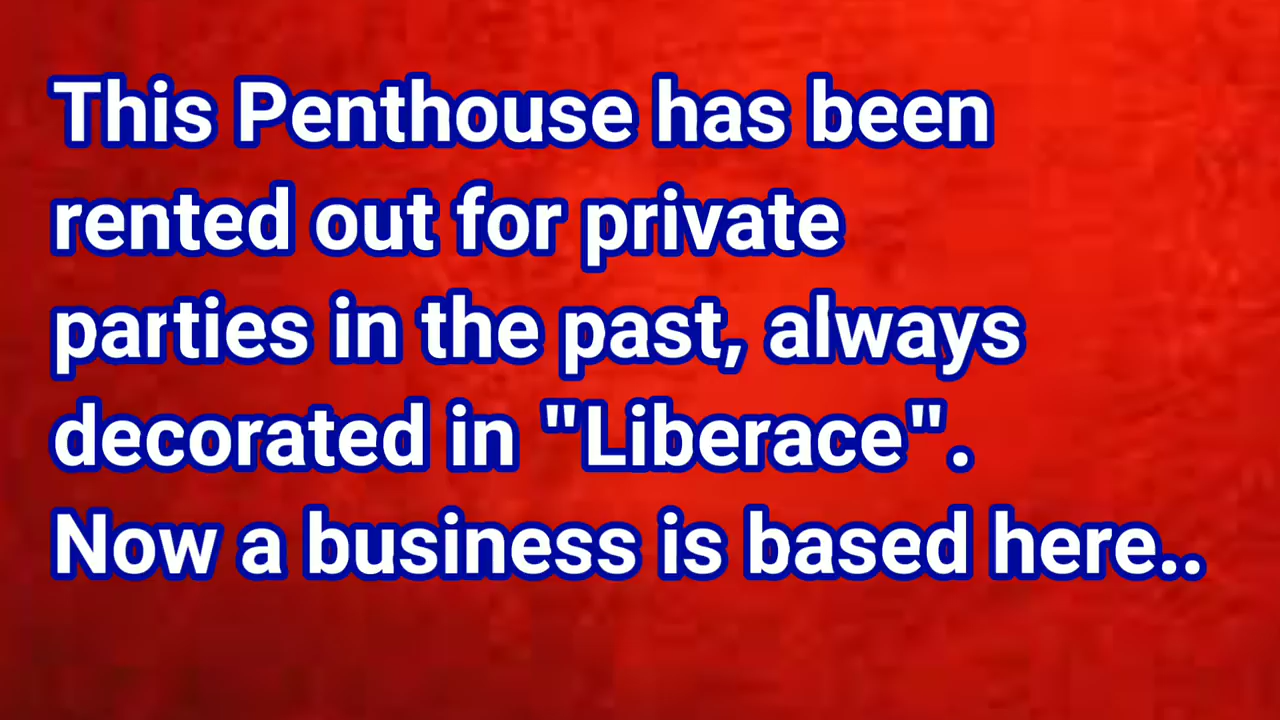 This Penthouse has been
rented out for private
parties in the past, always
decorated in "Liberace".
Now a business is based here..